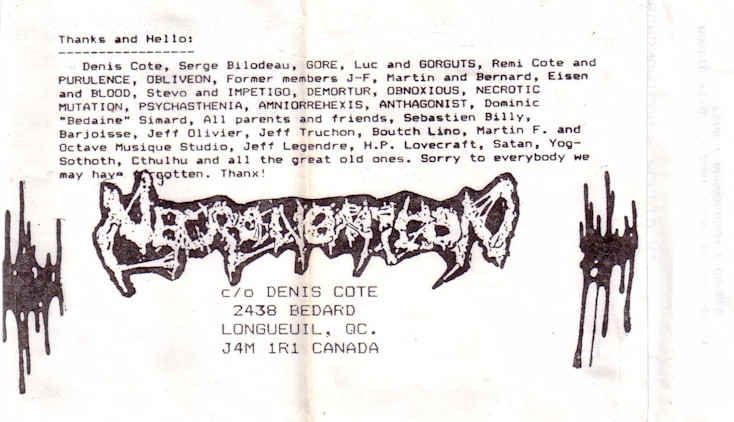 Thanks and Hello:
Denis Cote, Serge Bilodeau, GORE, Luc and GORGUTS, Remi Cote and
PURULENCE, OBLIVEON, Former members J-F, Martin and Bernard, Eisen
and BLOOD, Stevo and IMPETIGO, DEMORTUR, OBNOXIOUS, NECROTIC
MUTATION, PSYCHASTHENIA, AMNIORREHEXIS, ANTHAGONIST, Dominic
"Bedaine" Simard, All parents and friends, Sebastien Billy,
Barjoisse, Jeff Olivier, Jeff Truchon, Boutch Lino, Martin F. and
Octave Musique Studio, Jeff Legendre, H.P. Lovecraft, Satan, Yog-
Sothoth, Cthulhu and all the great old ones. Sorry to everybody we
may have forgotten. Thanx!
c/o DENIS COTE
2438 BEDARD
LONGUEUIL, QC.
J4M 1R1 CANADA